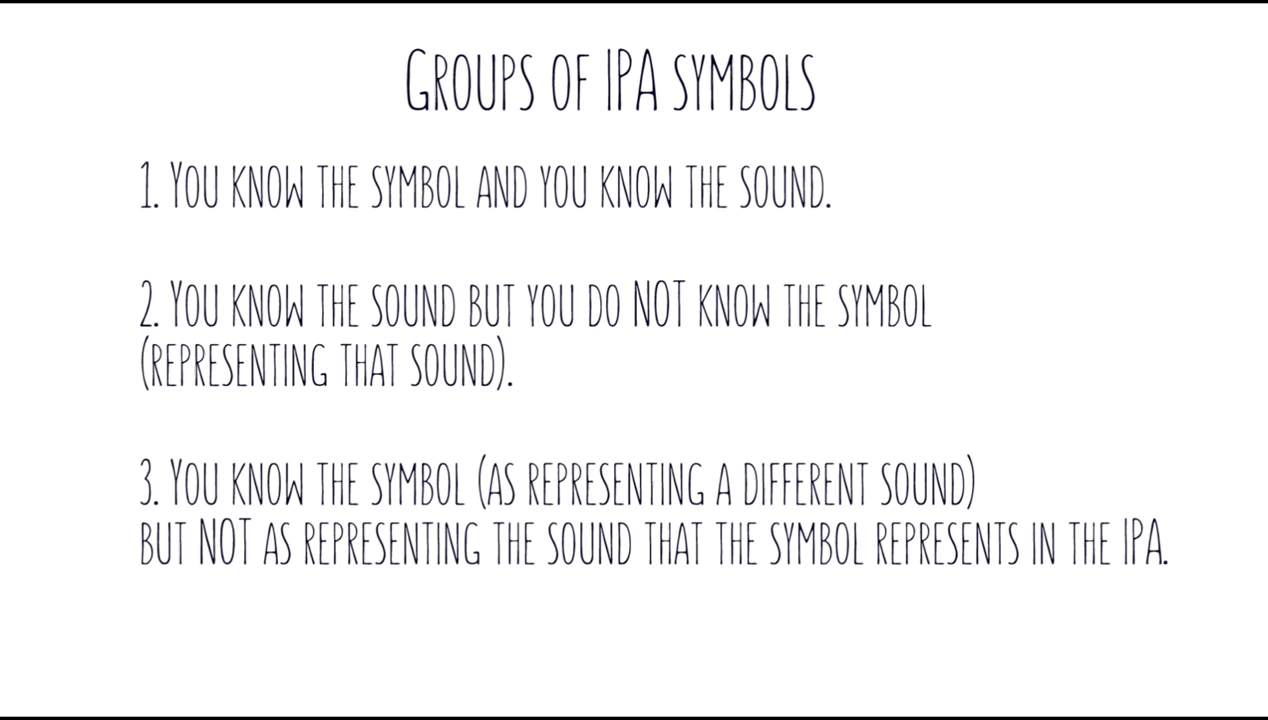 Groups of IPA symbols
1. You know the symbol and you know the sound.
2. You know the sound but you do NOT know the symbol
(representing that sound).
3. You know the symbol (as representing a different sound)
but NOT as representing the sound that the symbol represents in the IPA.